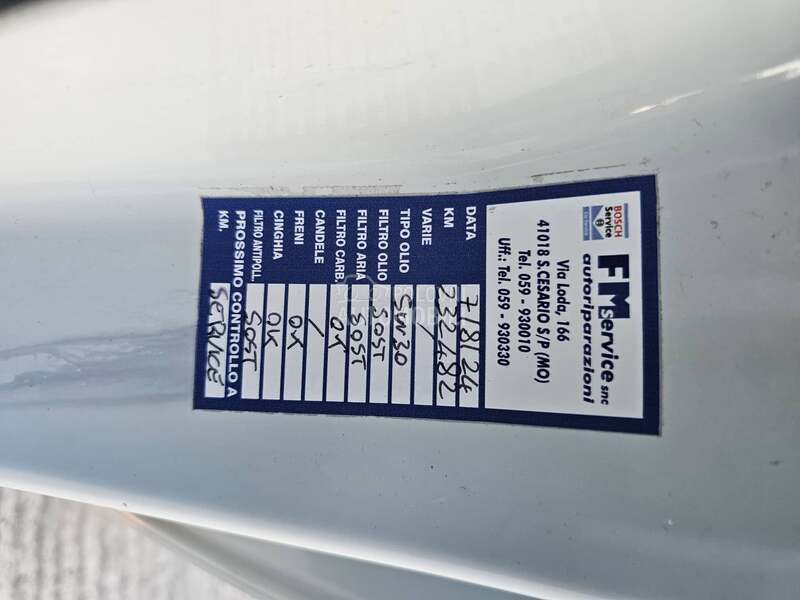 BOSCH
Service
FM service snc
autoriparazioni
Via Loda, 166
41018 S.CESARIO S/P (MO)
Tel. 059 - 930010
Uff.: Tel. 059 - 930330
DATA 7/8/24
KM 232482
VARIE /
TIPO OLIO 5W30
FILTRO OLIO SOST
FILTRO ARIA SOST
FILTRO CARB. OK
CANDELE /
FRENI OK
CINGHIA OK
FILTRO ANTIPOLL. SOST
PROSSIMO CONTROLLO A
KM. SERVICE